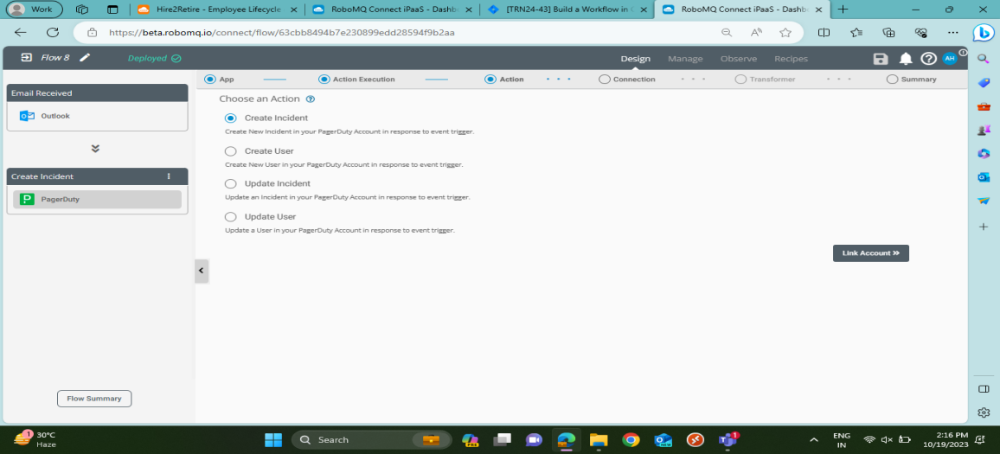 Work
Hire2Retire - Employee Lifecycle
RoboMQ Connect iPaaS - Dashb
[TRN24-43] Build a Workflow in
RoboMQ Connect iPaaS - Dashb
https://beta.robomq.io/connect/flow/63cbb8494b7e230899edd28594f9b2aa
Flow 8
Deployed
Design
Manage
Observe
Recipes
AH
App
Action Execution
Action
Connection
Transformer
Summary
Email Received
Outlook
Create Incident
PagerDuty
Flow Summary
Choose an Action
Create Incident
Create New Incident in your PagerDuty Account in response to event trigger.
Create User
Create New User in your PagerDuty Account in response to event trigger.
Update Incident
Update an Incident in your PagerDuty Account in response to event trigger.
Update User
Update a User in your PagerDuty Account in response to event trigger.
Link Account
1
30°C
Haze
Search
PRE
NEW
1
ENG
IN
2:16 PM
10/19/2023